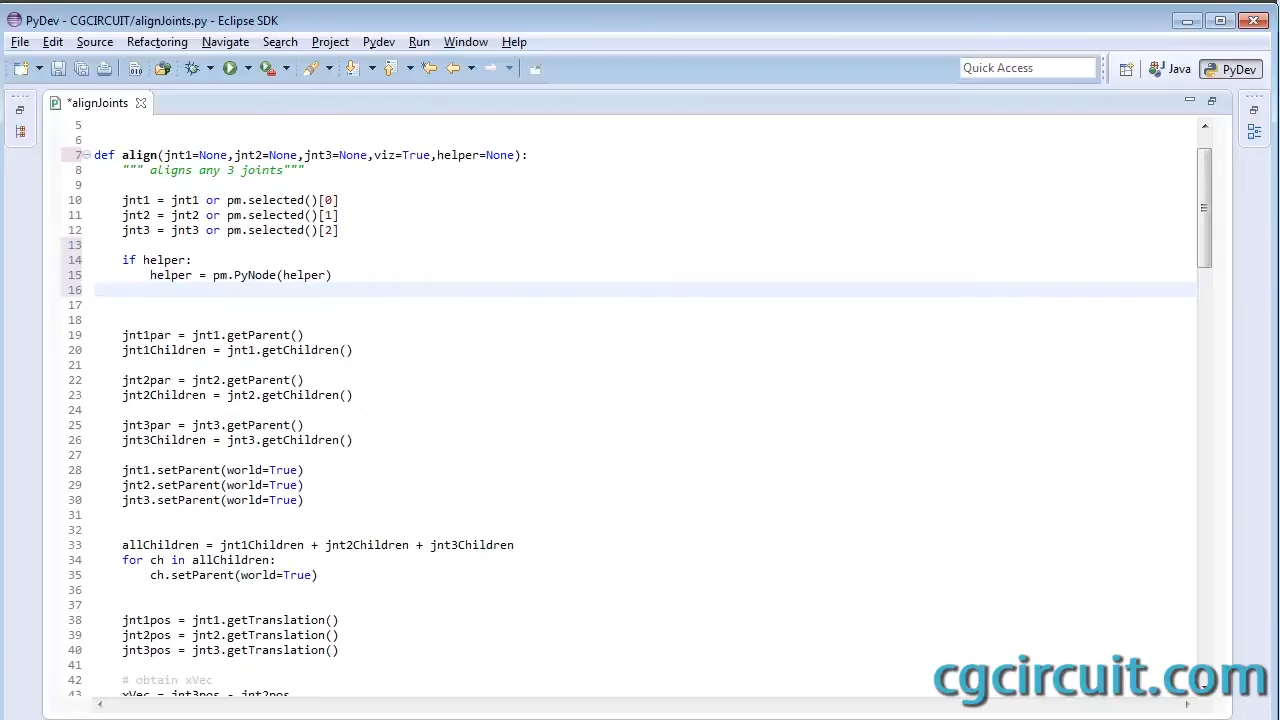 PyDev - CGCIRCUIT/alignJoints.py - Eclipse SDK
File Edit Source Refactoring Navigate Search Project Pydev Run Window Help
Quick Access
Java
PyDev
*alignJoints
5
6
7 def align(jnt1=None,jnt2=None,jnt3=None,viz=True,helper=None):
8 """ aligns any 3 joints"""
9
10 jnt1 = jnt1 or pm.selected()[0]
11 jnt2 = jnt2 or pm.selected()[1]
12 jnt3 = jnt3 or pm.selected()[2]
13
14 if helper:
15 helper = pm.PyNode(helper)
16
17
18
19 jnt1par = jnt1.getParent()
20 jnt1Children = jnt1.getChildren()
21
22 jnt2par = jnt2.getParent()
23 jnt2Children = jnt2.getChildren()
24
25 jnt3par = jnt3.getParent()
26 jnt3Children = jnt3.getChildren()
27
28 jnt1.setParent(world=True)
29 jnt2.setParent(world=True)
30 jnt3.setParent(world=True)
31
32
33 allChildren = jnt1Children + jnt2Children + jnt3Children
34 for ch in allChildren:
35 ch.setParent(world=True)
36
37
38 jnt1pos = jnt1.getTranslation()
39 jnt2pos = jnt2.getTranslation()
40 jnt3pos = jnt3.getTranslation()
41
42 # obtain xVec
43 xVec = jnt3pos - jnt2pos
cgcircuit.com